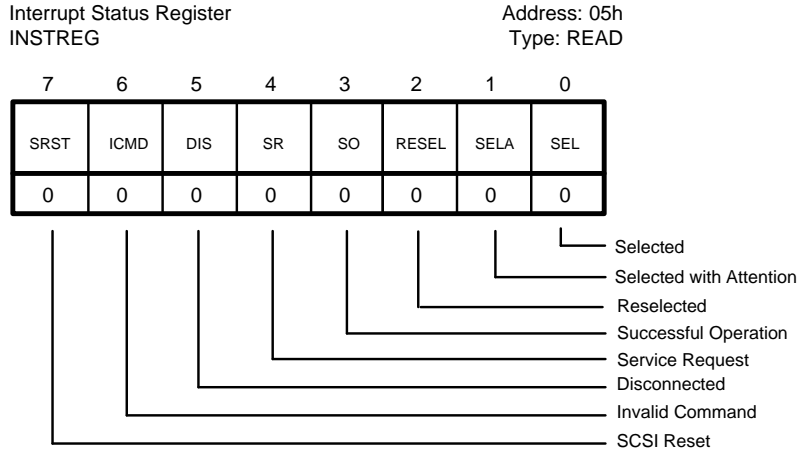 Interrupt Status Register Address: 05h
INSTREG Type: READ
7 6 5 4 3 2 1 0
SRST ICMD DIS SR SO RESEL SELA SEL
0 0 0 0 0 0 0 0
Selected
Selected with Attention
Reselected
Successful Operation
Service Request
Disconnected
Invalid Command
SCSI Reset